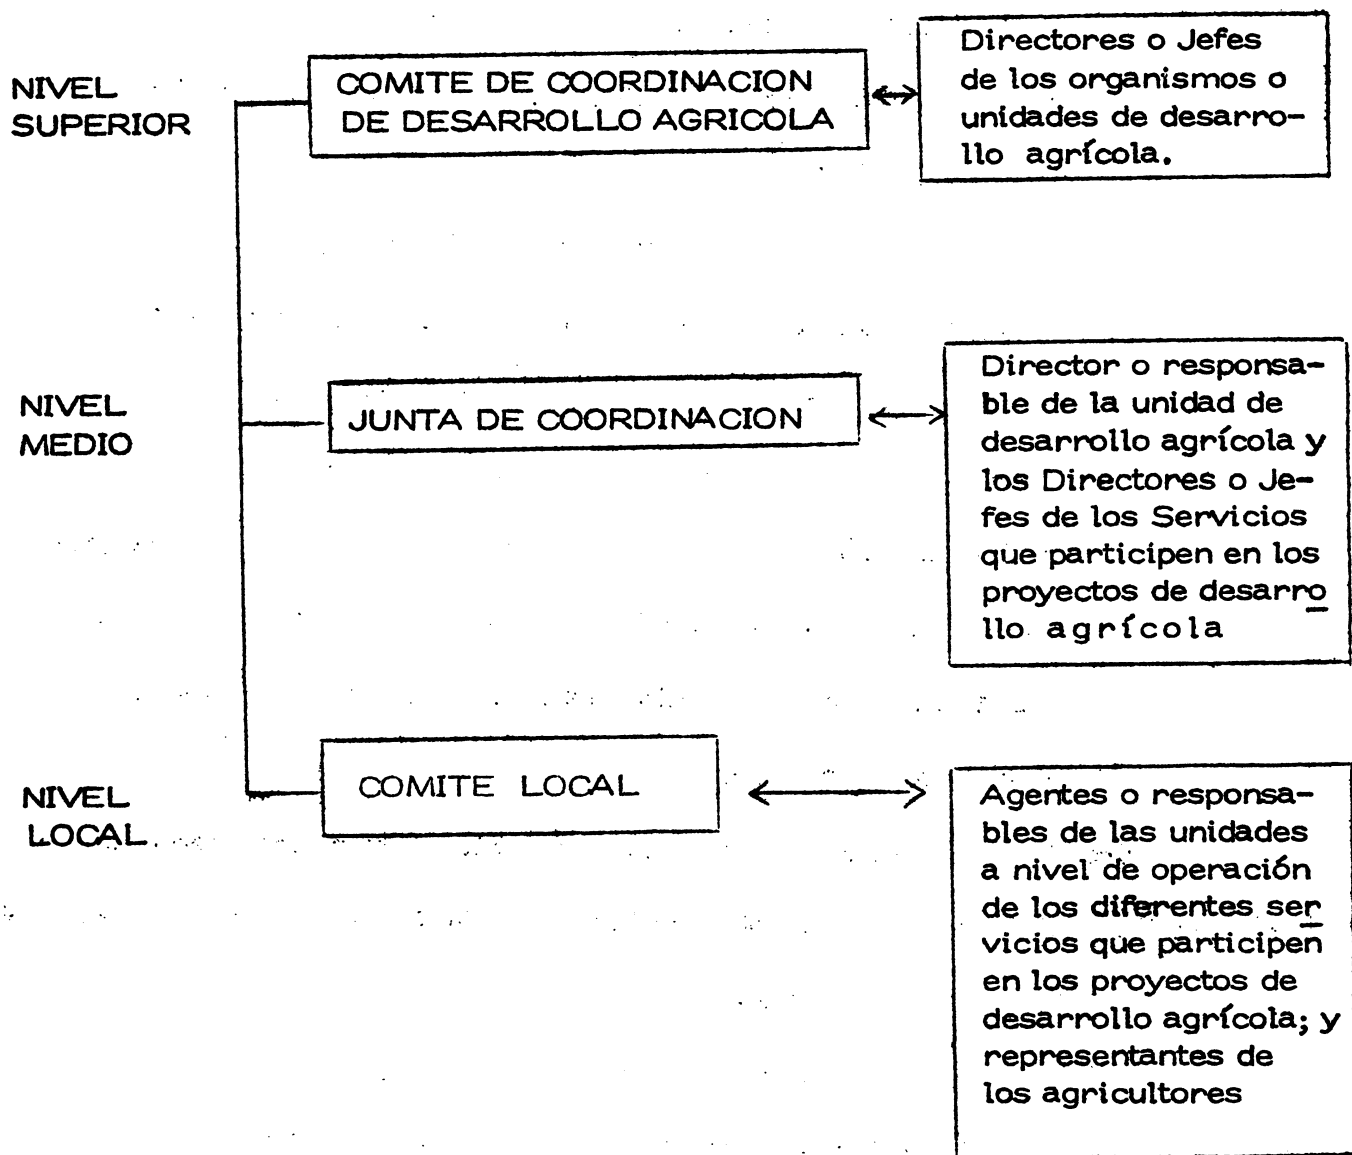 NIVEL
SUPERIOR
COMITE DE COORDINACION
DE DESARROLLO AGRICOLA
Directores o Jefes
de los organismos o
unidades de desarro-
llo agrícola.
NIVEL
MEDIO
JUNTA DE COORDINACION
Director o responsa-
ble de la unidad de
desarrollo agrícola y
los Directores o Je-
fes de los Servicios
que participen en los
proyectos de desarro
llo agrícola
NIVEL
LOCAL
COMITE LOCAL
Agentes o responsa-
bles de las unidades
a nivel de operación
de los diferentes ser
vicios que participen
en los proyectos de
desarrollo agrícola; y
representantes de
los agricultores